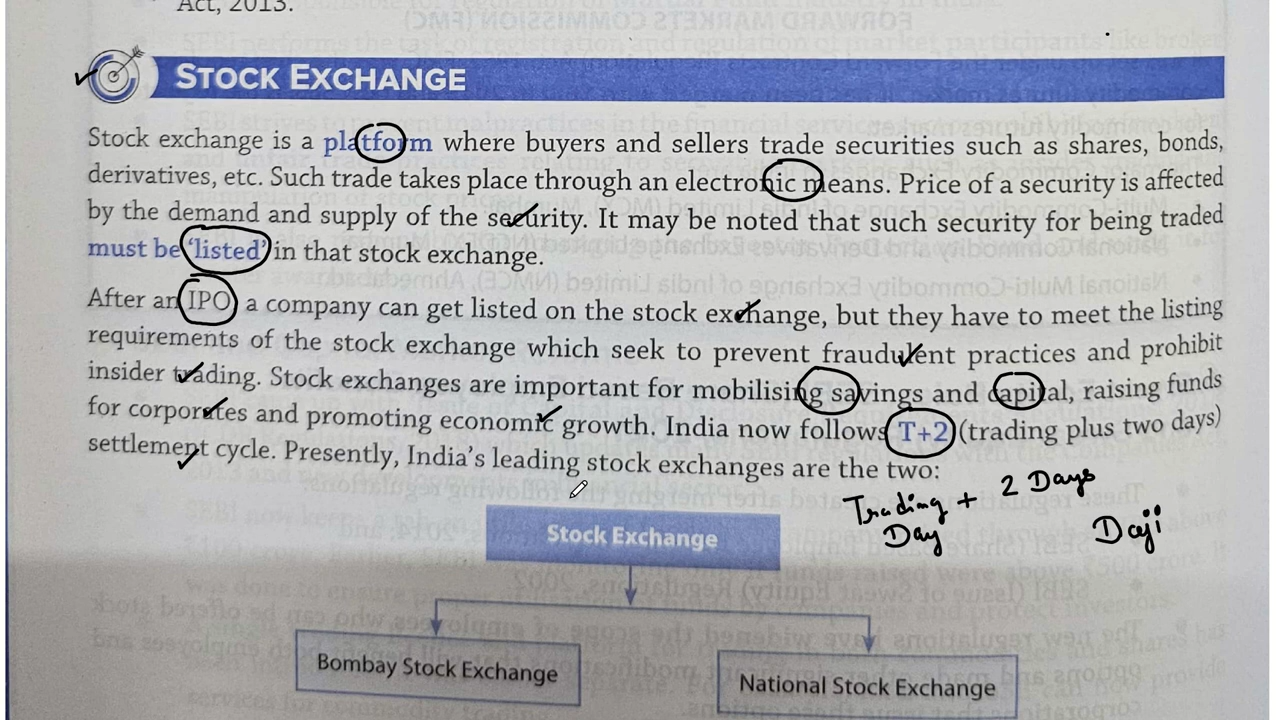 Act, 2013.
STOCK EXCHANGE
Stock exchange is a platform where buyers and sellers trade securities such as shares, bonds,
derivatives, etc. Such trade takes place through an electronic means. Price of a security is affected
by the demand and supply of the security. It may be noted that such security for being traded
must be 'listed' in that stock exchange.
After an IPO a company can get listed on the stock exchange, but they have to meet the listing
requirements of the stock exchange which seek to prevent fraudulent practices and prohibit
insider trading. Stock exchanges are important for mobilising savings and capital, raising funds
for corporates and promoting economic growth. India now follows T+2 (trading plus two days)
settlement cycle. Presently, India's leading stock exchanges are the two:
Trading + 2 Days
Day
Daji
Stock Exchange
Bombay Stock Exchange
National Stock Exchange